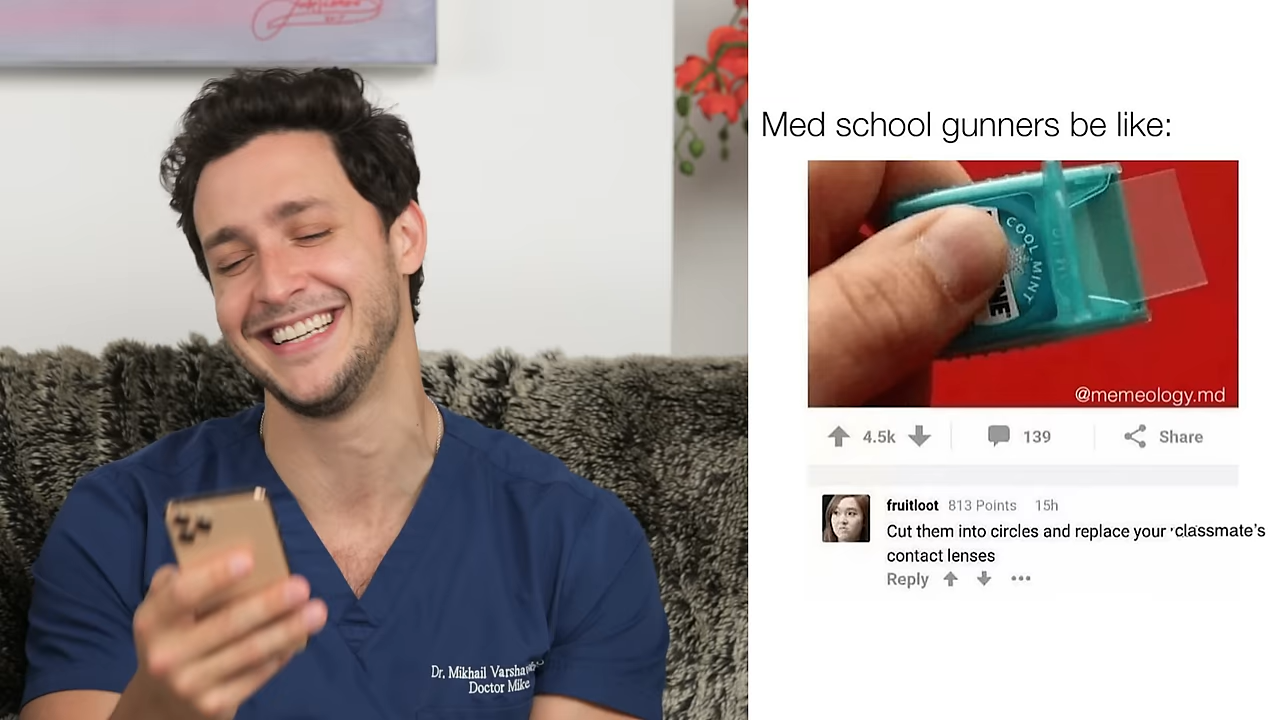 Med school gunners be like:
COOL MINT
@memeology.md
4.5k
139
Share
fruitloot 813 Points 15h
Cut them into circles and replace your classmate's
contact lenses
Reply
Dr. Mikhail
Doctor Mike